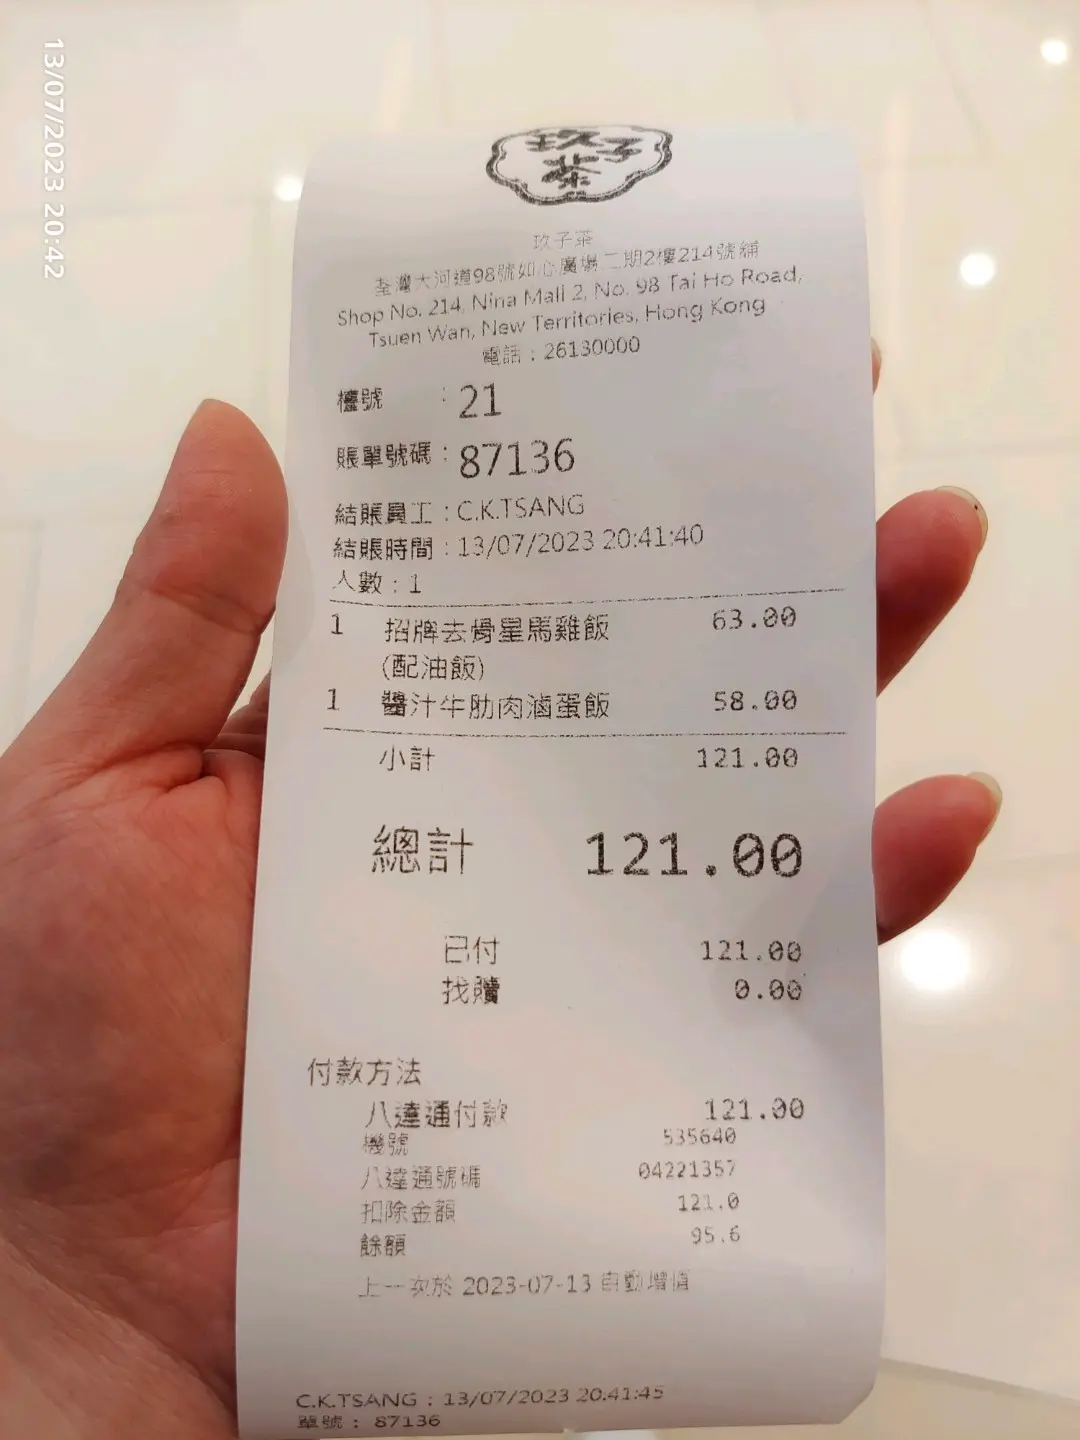 13/07/2023 20:42
玖子茶
玖子茶
荃灣大河道98號如心廣場二期2樓214號舖
Shop No. 214, Nina Mall 2, No. 98 Tai Ho Road,
Tsuen Wan, New Territories, Hong Kong
電話：26130000
檯號 : 21
賬單號碼 : 87136
結賬員工 : C.K.TSANG
結賬時間 : 13/07/2023 20:41:40
人數 : 1
1 招牌去骨星馬雞飯 63.00
(配油飯)
1 醬汁牛肋肉滷蛋飯 58.00
小計 121.00
總計 121.00
已付 121.00
找贖 0.00
付款方法
八達通付款 121.00
機號 535640
八達通號碼 04221357
扣除金額 121.0
餘額 95.6
上一次於 2023-07-13 自動增值
C.K.TSANG : 13/07/2023 20:41:45
單號 : 87136